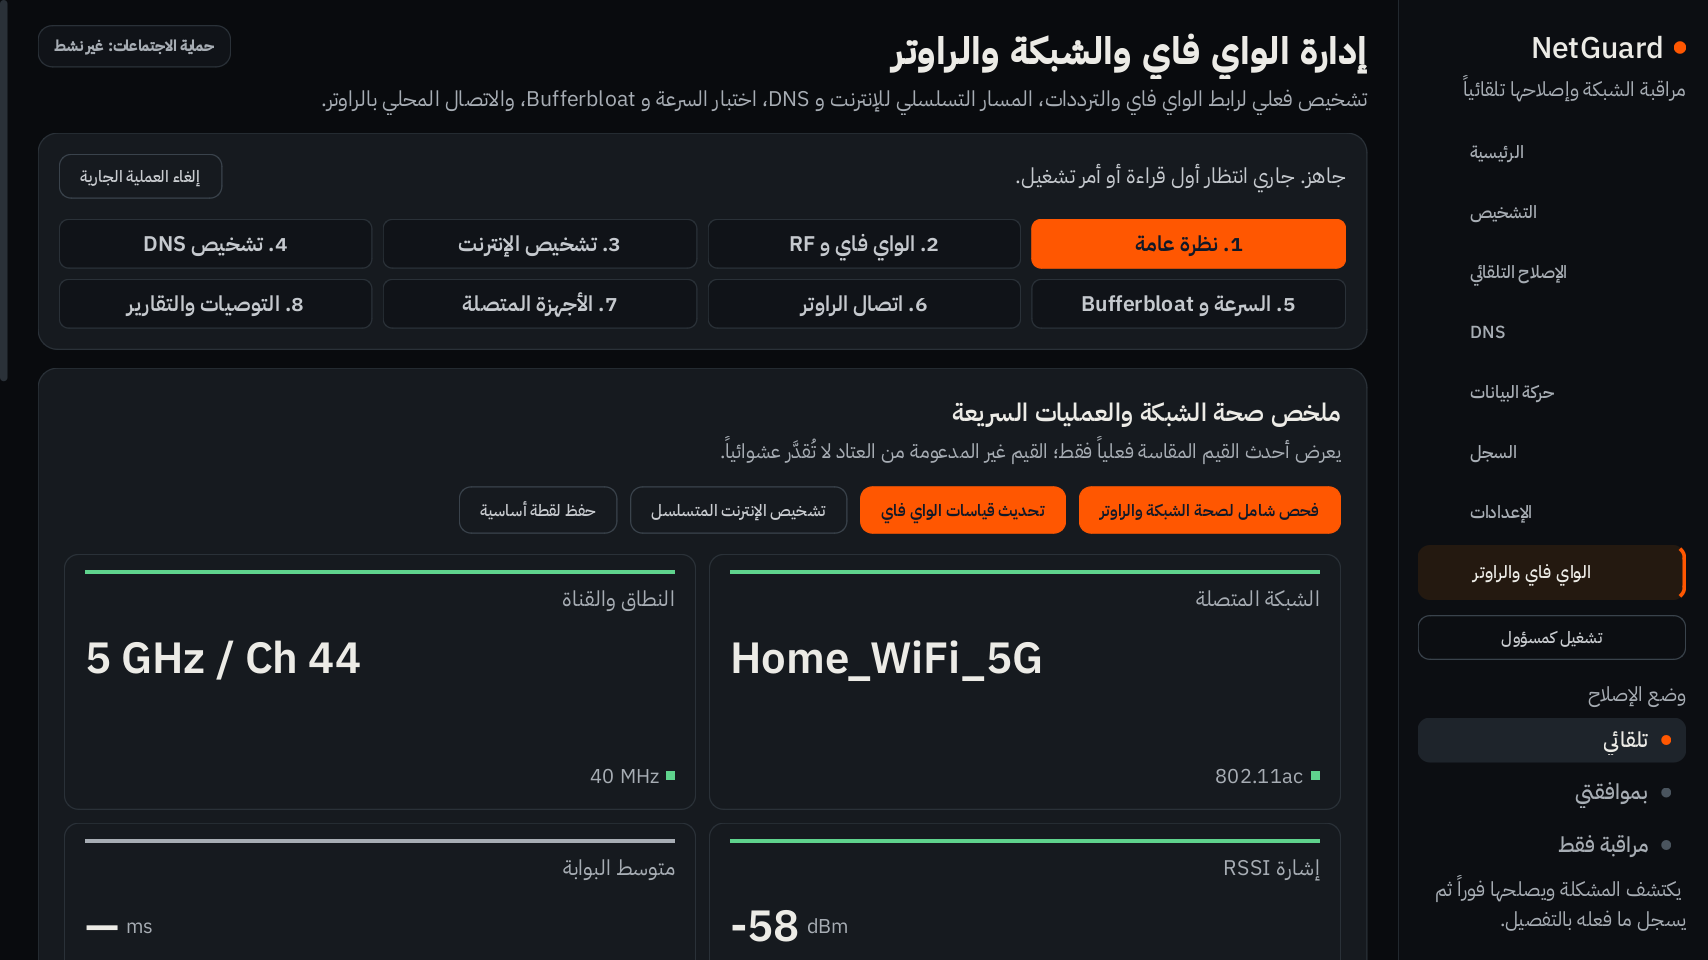 NetGuard
مراقبة الشبكة وإصلاحها تلقائياً
الرئيسية
التشخيص
الإصلاح التلقائي
DNS
حركة البيانات
السجل
الإعدادات
الواي فاي والراوتر
تشغيل كمسؤول
وضع الإصلاح
تلقائي
بموافقتي
مراقبة فقط
يكتشف المشكلة ويصلحها فوراً ثم
يسجل ما فعله بالتفصيل.
إدارة الواي فاي والشبكة والراوتر
حماية الاجتماعات: غير نشط
تشخيص فعلي لرابط الواي فاي والترددات، المسار التسلسلي للإنترنت و DNS، اختبار السرعة و Bufferbloat، والاتصال المحلي بالراوتر.
جاهز. جاري انتظار أول قراءة أو أمر تشغيل.
إلغاء العملية الجارية
1. نظرة عامة
2. الواي فاي و RF
3. تشخيص الإنترنت
4. تشخيص DNS
5. السرعة و Bufferbloat
6. اتصال الراوتر
7. الأجهزة المتصلة
8. التوصيات والتقارير
ملخص صحة الشبكة والعمليات السريعة
يعرض أحدث القيم المقاسة فعلياً فقط؛ القيم غير المدعومة من العتاد لا تُقدَّر عشوائياً.
فحص شامل لصحة الشبكة والراوتر
تحديث قياسات الواي فاي
تشخيص الإنترنت المتسلسل
حفظ لقطة أساسية
الشبكة المتصلة
Home_WiFi_5G
802.11ac
النطاق والقناة
5 GHz / Ch 44
40 MHz
إشارة RSSI
-58 dBm
متوسط البوابة
— ms